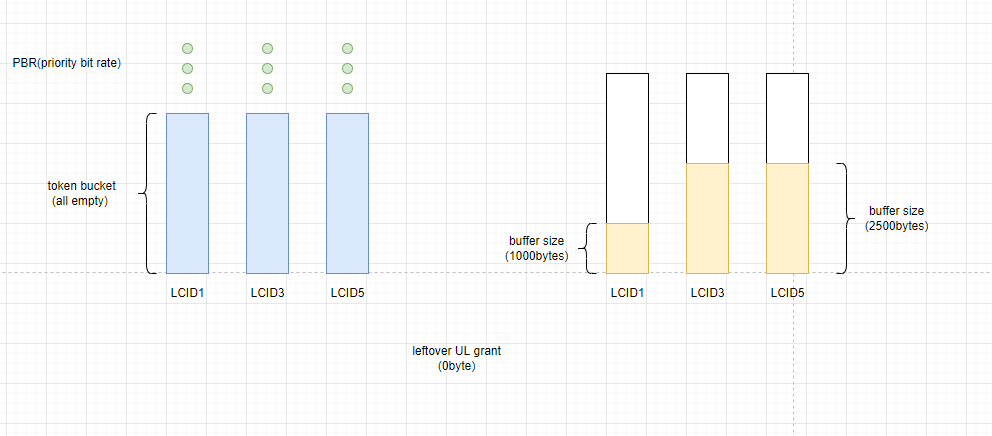 PBR(priority bit rate)
token bucket
(all empty)
LCID1
LCID3
LCID5
buffer size
(1000bytes)
buffer size
(2500bytes)
LCID1
LCID3
LCID5
leftover UL grant
(0byte)